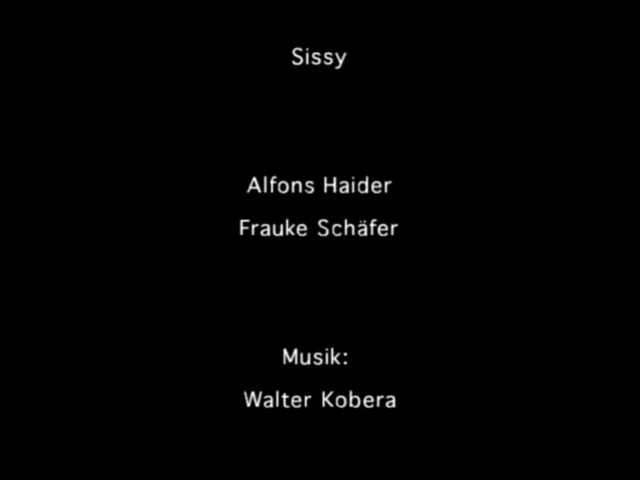 Sissy
Alfons Haider
Frauke Schäfer
Musik:
Walter Kobera